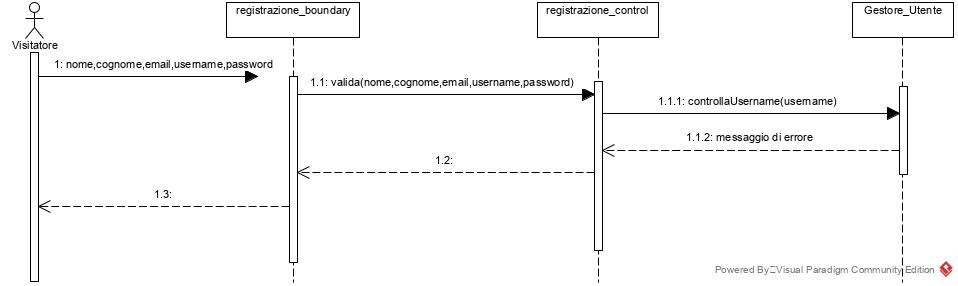 Visitatore
registrazione_boundary
registrazione_control
Gestore_Utente
1: nome,cognome,email,username,password
1.1: valida(nome,cognome,email,username,password)
1.1.1: controllaUsername(username)
1.1.2: messaggio di errore
1.2:
1.3:
Powered By Visual Paradigm Community Edition